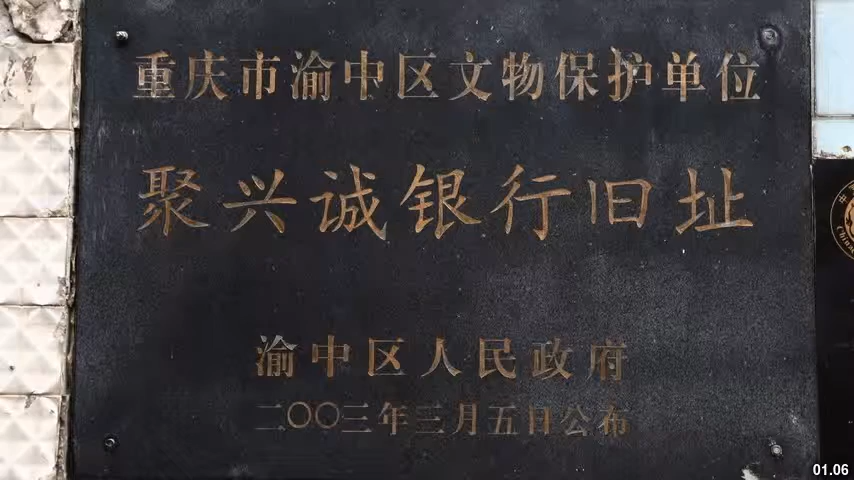 重庆市渝中区文物保护单位
聚兴诚银行旧址
渝中区人民政府
二〇〇三年三月五日公布
01.06